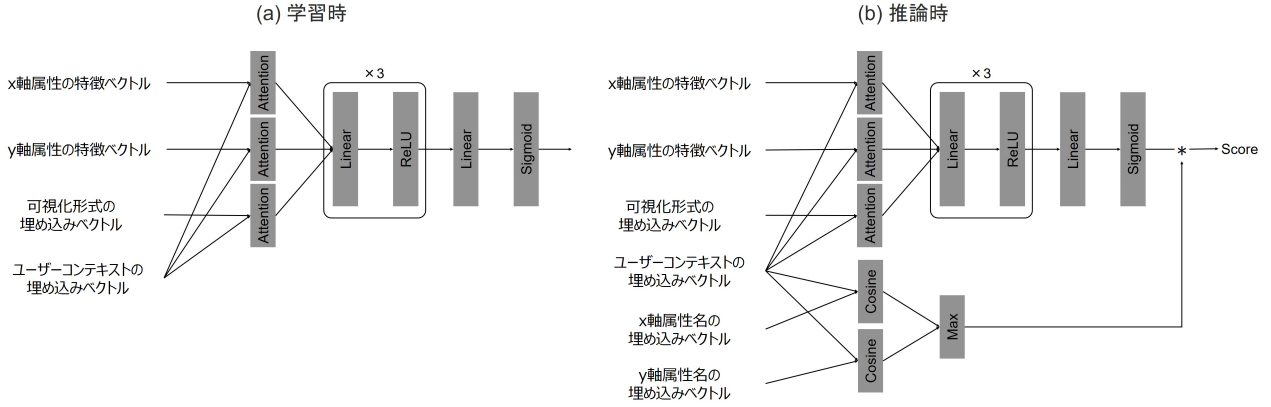 (a) 学習時
x軸属性の特徴ベクトル
y軸属性の特徴ベクトル
可視化形式の
埋め込みベクトル
ユーザーコンテキストの
埋め込みベクトル
Attention
Attention
Attention
×3
Linear
ReLU
Linear
Sigmoid
(b) 推論時
x軸属性の特徴ベクトル
y軸属性の特徴ベクトル
可視化形式の
埋め込みベクトル
ユーザーコンテキストの
埋め込みベクトル
x軸属性名の
埋め込みベクトル
y軸属性名の
埋め込みベクトル
Attention
Attention
Attention
Cosine
Cosine
×3
Linear
ReLU
Max
Linear
Sigmoid
*
Score